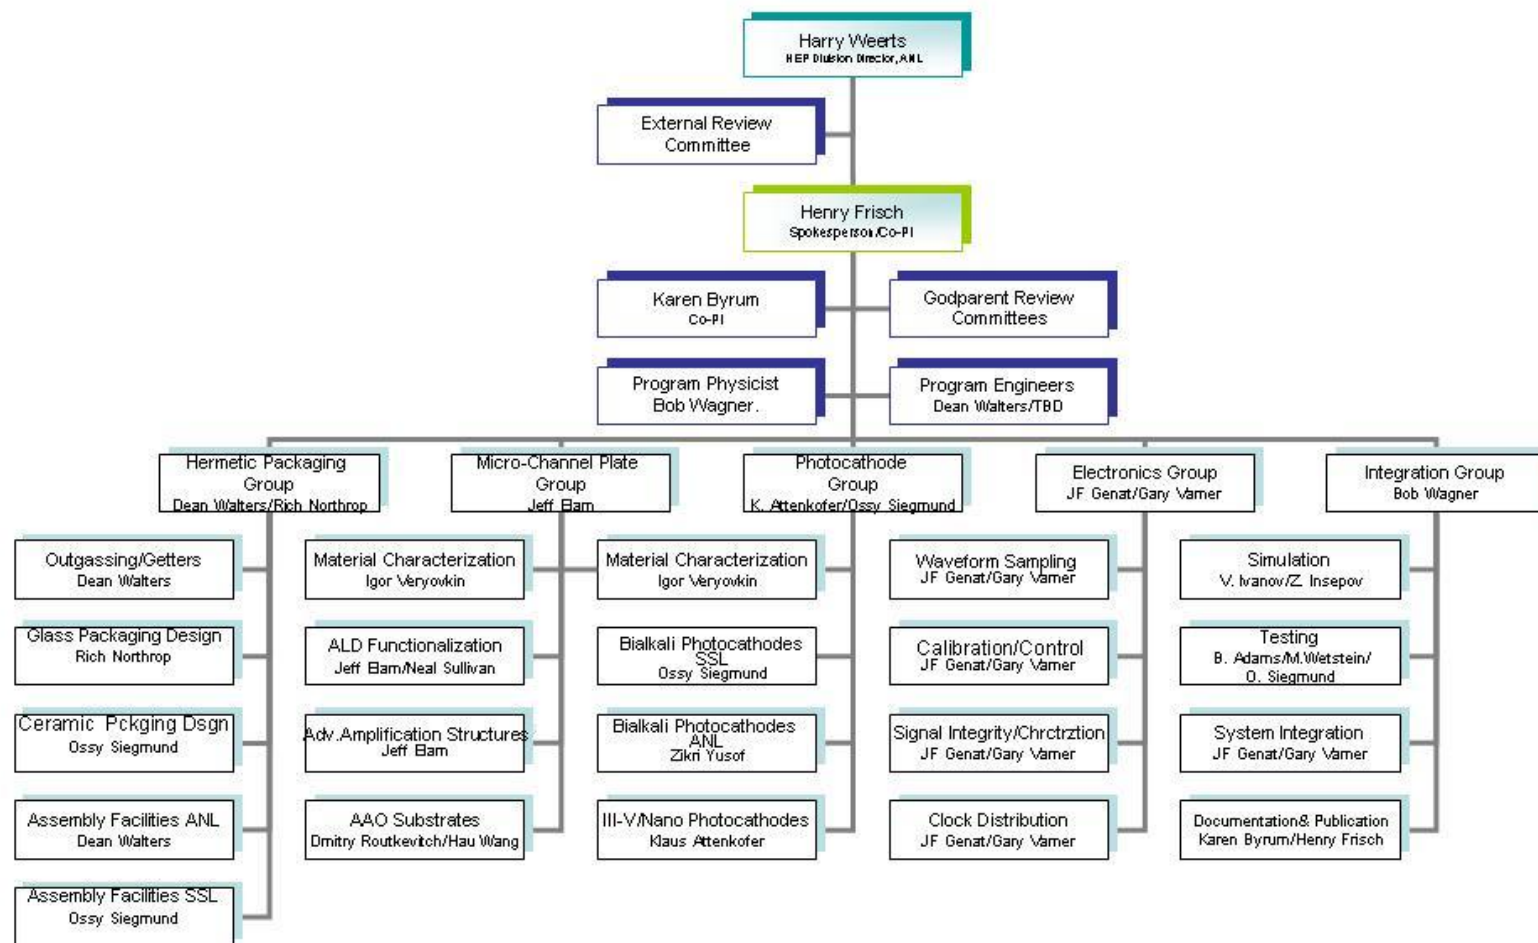 Harry Weerts
HEP Division Director, ANL
External Review
Committee
Henry Frisch
Spokesperson/Co-PI
Karen Byrum
Co-PI
Godparent Review
Committees
Program Physicist
Bob Wagner.
Program Engineers
Dean Walters/TBD
Hermetic Packaging
Group
Dean Walters/Rich Northrop
Micro-Channel Plate
Group
Jeff Elam
Photocathode
Group
K. Attenkofer/Ossy Siegmund
Electronics Group
JF Genat/Gary Varner
Integration Group
Bob Wagner
Outgassing/Getters
Dean Walters
Material Characterization
Igor Veryovkin
Material Characterization
Igor Veryovkin
Waveform Sampling
JF Genat/Gary Varner
Simulation
V. Ivanov/Z. Insepov
Glass Packaging Design
Rich Northrop
ALD Functionalization
Jeff Elam/Neal Sullivan
Bialkali Photocathodes
SSL
Ossy Siegmund
Calibration/Control
JF Genat/Gary Varner
Testing
B. Adams/M.Wetstein/
O. Siegmund
Ceramic Pckging Dsgn
Ossy Siegmund
Adv.Amplification Structures
Jeff Elam
Bialkali Photocathodes
ANL
Zikri Yusof
Signal Integrity/Chrctrztion
JF Genat/Gary Varner
System Integration
JF Genat/Gary Varner
Assembly Facilities ANL
Dean Walters
AAO Substrates
Dmitry Routkevitch/Hau Wang
III-V/Nano Photocathodes
Klaus Attenkofer
Clock Distribution
JF Genat/Gary Varner
Documentation& Publication
Karen Byrum/Henry Frisch
Assembly Facilities SSL
Ossy Siegmund